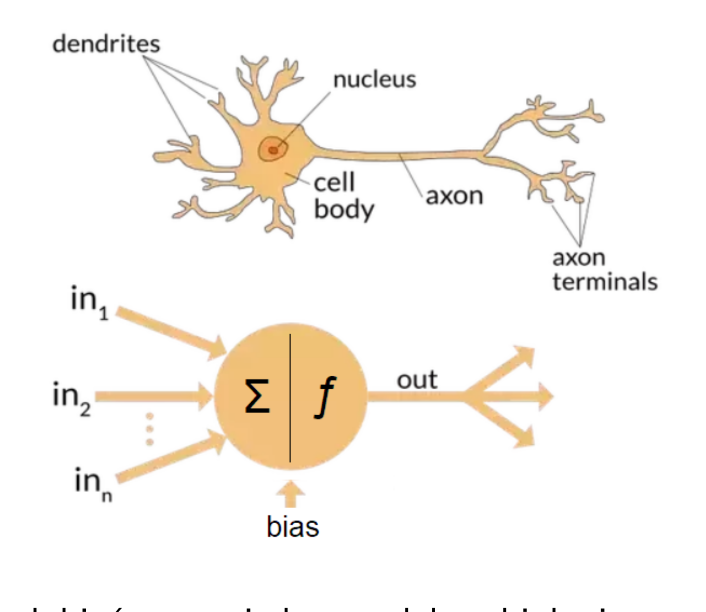 dendrites
nucleus
cell
body
axon
axon
terminals
in1
in2
inn
Σ f
out
bias